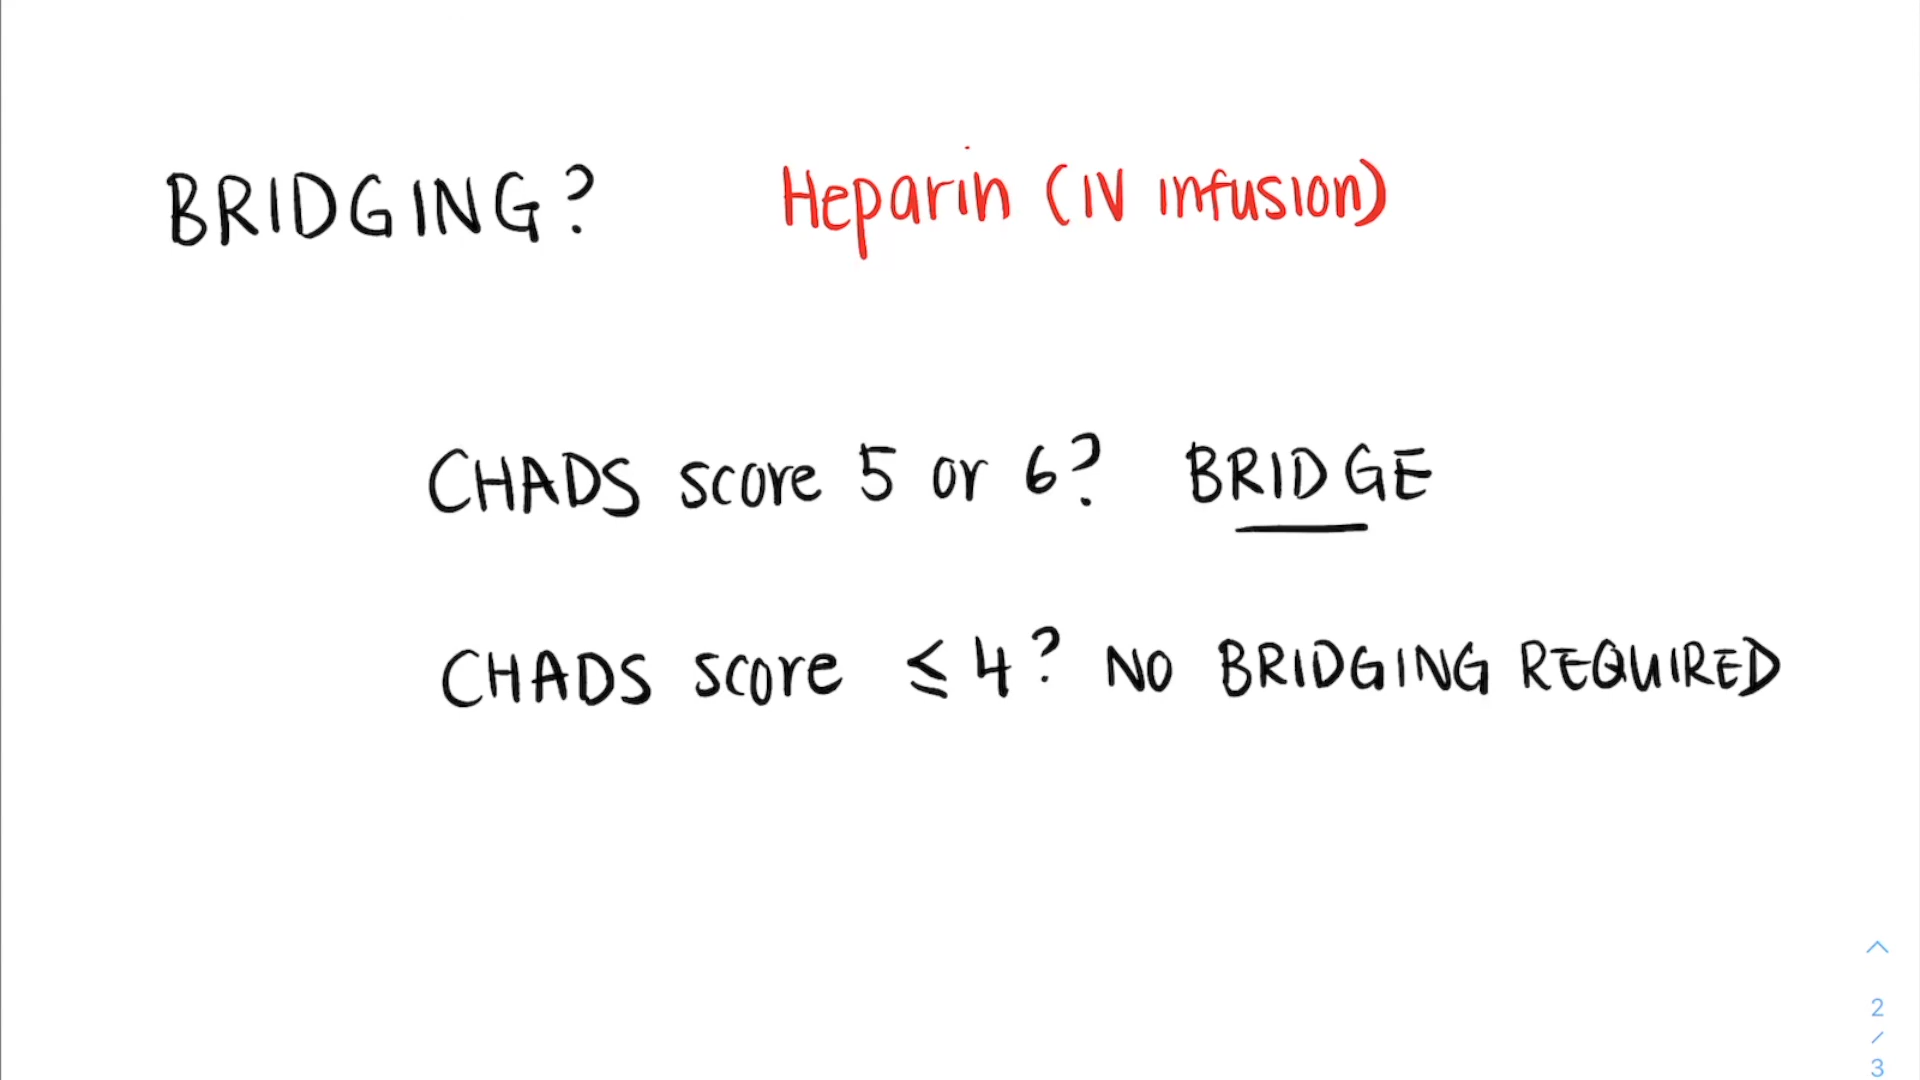 BRIDGING? Heparin (IV infusion)
CHADS score 5 or 6? BRIDGE
CHADS score ≤ 4? NO BRIDGING REQUIRED
2
/
3